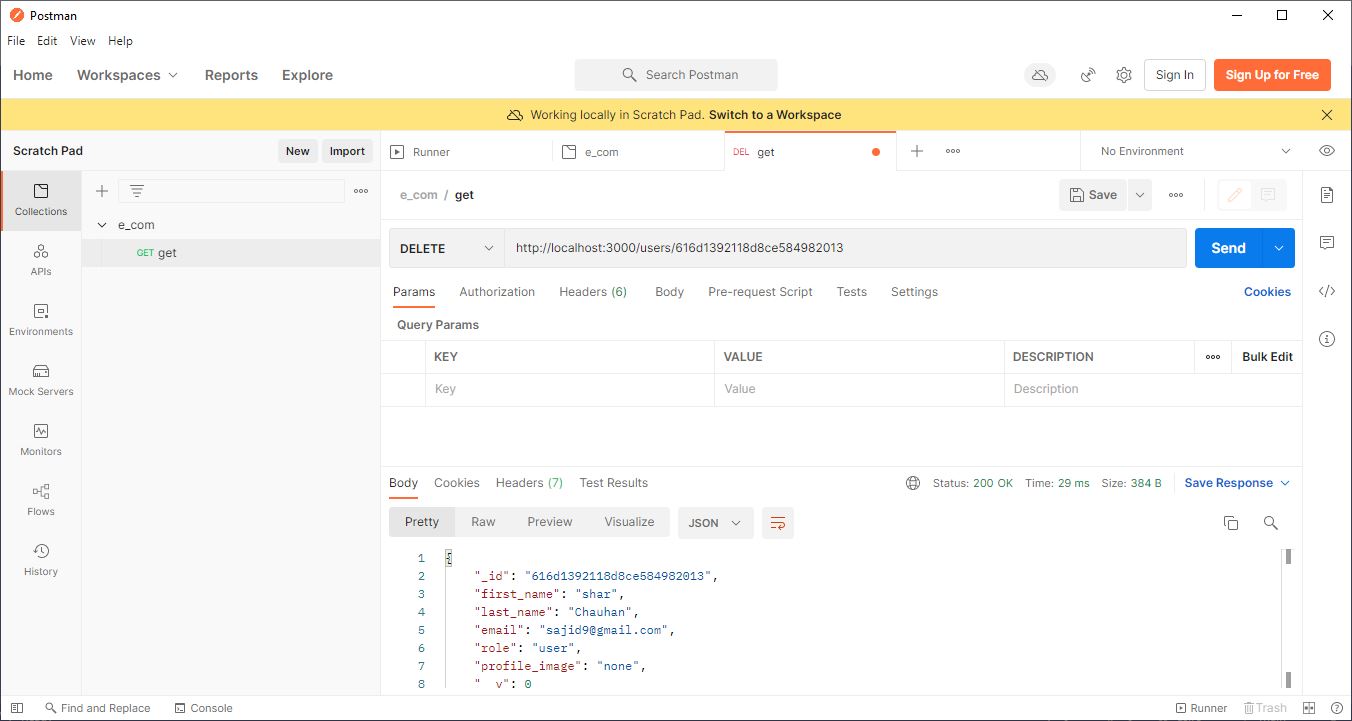 Postman
File Edit View Help
Home Workspaces Reports Explore Search Postman Sign In Sign Up for Free
Working locally in Scratch Pad. Switch to a Workspace
Scratch Pad New Import Runner e_com DEL get No Environment
Collections
APIs
Environments
Mock Servers
Monitors
Flows
History
e_com
GET get
e_com / get Save
DELETE http://localhost:3000/users/616d1392118d8ce584982013 Send
Params Authorization Headers (6) Body Pre-request Script Tests Settings Cookies
Query Params
KEY VALUE DESCRIPTION Bulk Edit
Key Value Description
Body Cookies Headers (7) Test Results Status: 200 OK Time: 29 ms Size: 384 B Save Response
Pretty Raw Preview Visualize JSON
1 {
2 "_id": "616d1392118d8ce584982013",
3 "first_name": "shar",
4 "last_name": "Chauhan",
5 "email": "sajid9@gmail.com",
6 "role": "user",
7 "profile_image": "none",
8 "__v": 0
Find and Replace Console Runner Trash